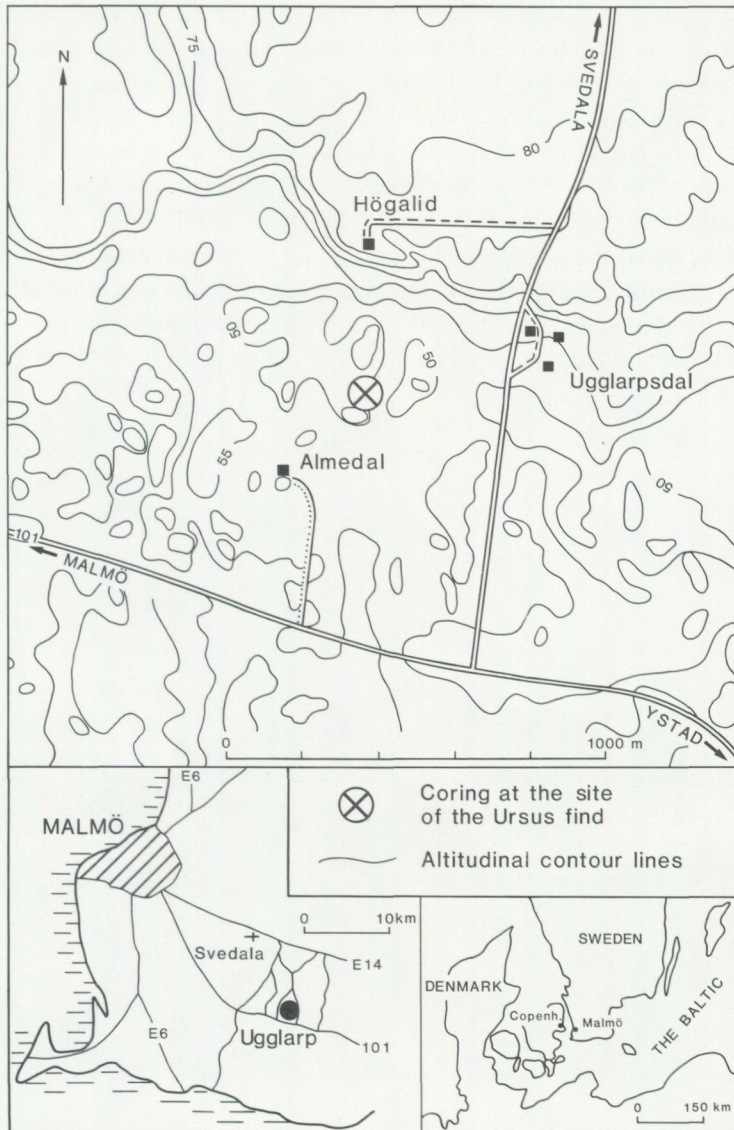 75
N
SVEDALA
80
Högalid
50
50
Ugglarpsdal
55
Almedal
50
E101
MALMÖ
YSTAD
0 1000 m
E6
MALMÖ
Coring at the site
of the Ursus find
Altitudinal contour lines
0 10km
Svedala
E14
E6
Ugglarp
101
SWEDEN
DENMARK
Copenh.
Malmö
THE BALTIC
0 150 km